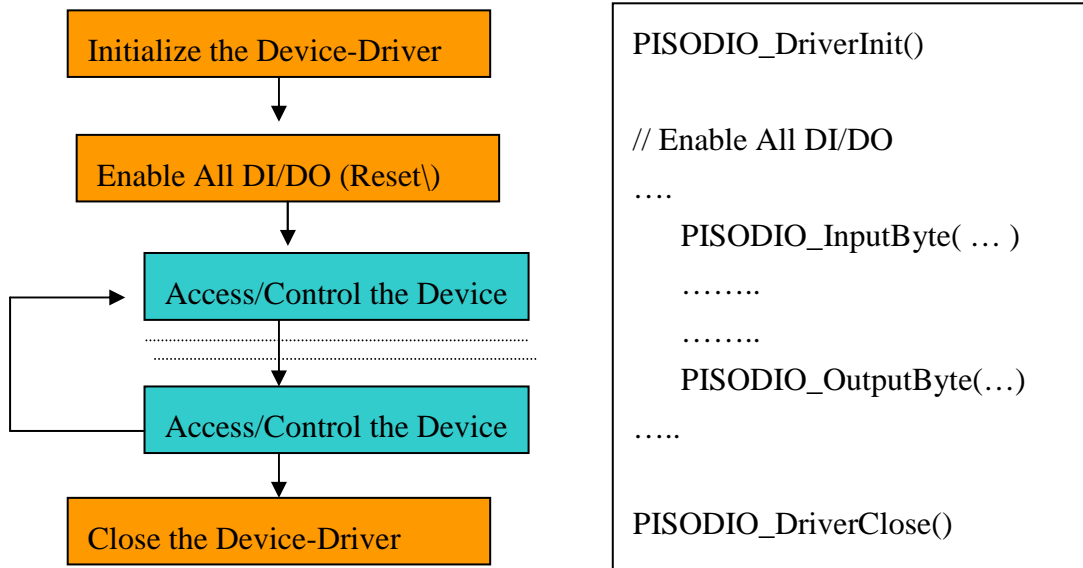 Initialize the Device-Driver
Enable All DI/DO (Reset\)
Access/Control the Device
Access/Control the Device
Close the Device-Driver
PISODIO_DriverInit()
// Enable All DI/DO
….
PISODIO_InputByte( … )
……..
……..
PISODIO_OutputByte(…)
…..
PISODIO_DriverClose()